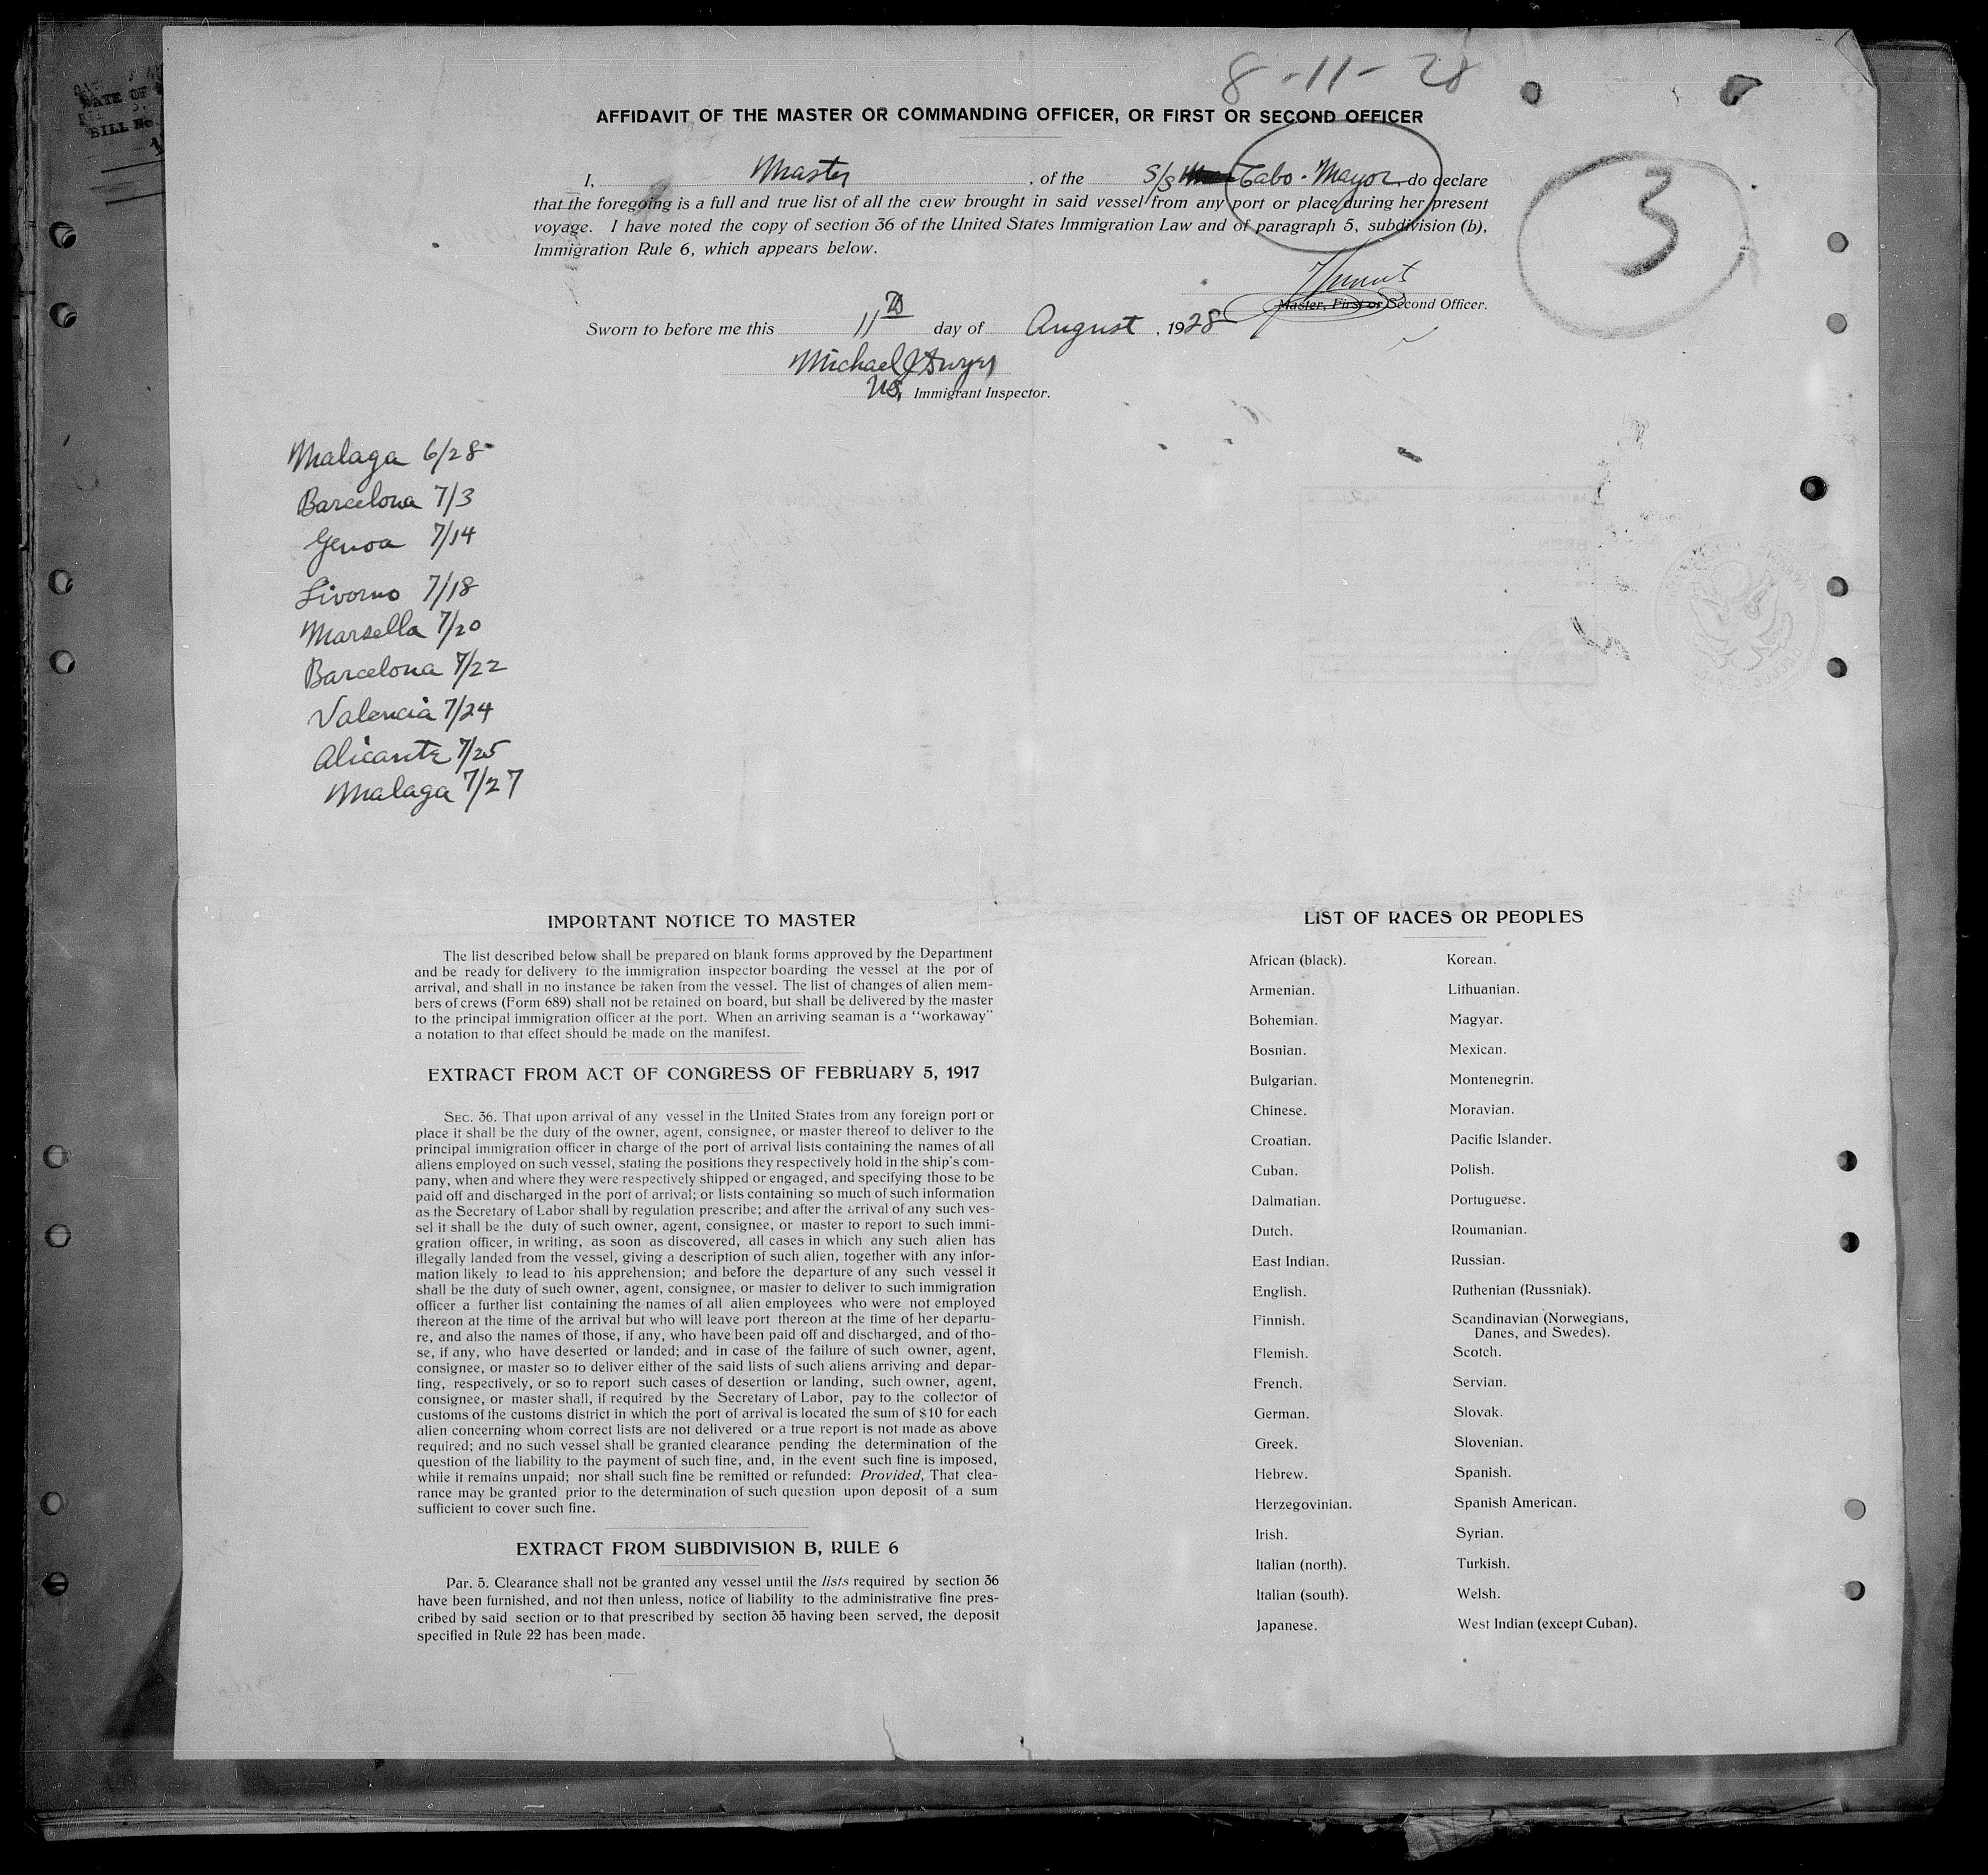 8-11-28
AFFIDAVIT OF THE MASTER OR COMMANDING OFFICER, OR FIRST OR SECOND OFFICER
I, Master, of the S/S Cabo-Mayor, do declare
that the foregoing is a full and true list of all the crew brought in said vessel from any port or place during her present
voyage. I have noted the copy of section 36 of the United States Immigration Law and of paragraph 5, subdivision (b),
Immigration Rule 6, which appears below.
3
Master, First or Second Officer.
Sworn to before me this 11th day of August, 1928
Michael J Dwyer
U.S. Immigrant Inspector.
DATE OF
BILL No.
Malaga 6/28
Barcelona 7/3
Genoa 7/14
Livorno 7/18
Marsella 7/20
Barcelona 7/22
Valencia 7/24
Alicante 7/25
Malaga 7/27
IMPORTANT NOTICE TO MASTER
The list described below shall be prepared on blank forms approved by the Department
and be ready for delivery to the immigration inspector boarding the vessel at the por of
arrival, and shall in no instance be taken from the vessel. The list of changes of alien mem-
bers of crews (Form 689) shall not be retained on board, but shall be delivered by the master
to the principal immigration officer at the port. When an arriving seaman is a "workaway"
a notation to that effect should be made on the manifest.
EXTRACT FROM ACT OF CONGRESS OF FEBRUARY 5, 1917
SEC. 36. That upon arrival of any vessel in the United States from any foreign port or
place it shall be the duty of the owner, agent, consignee, or master thereof to deliver to the
principal immigration officer in charge of the port of arrival lists containing the names of all
aliens employed on such vessel, stating the positions they respectively hold in the ship's com-
pany, when and where they were respectively shipped or engaged, and specifying those to be
paid off and discharged in the port of arrival; or lists containing so much of such information
as the Secretary of Labor shall by regulation prescribe; and after the arrival of any such ves-
sel it shall be the duty of such owner, agent, consignee, or master to report to such immi-
gration officer, in writing, as soon as discovered, all cases in which any such alien has
illegally landed from the vessel, giving a description of such alien, together with any infor-
mation likely to lead to his apprehension; and before the departure of any such vessel it
shall be the duty of such owner, agent, consignee, or master to deliver to such immigration
officer a further list containing the names of all alien employees who were not employed
thereon at the time of the arrival but who will leave port thereon at the time of her departu-
re, and also the names of those, if any, who have been paid off and discharged, and of tho-
se, if any, who have deserted or landed; and in case of the failure of such owner, agent,
consignee, or master so to deliver either of the said lists of such aliens arriving and depar-
ting, respectively, or so to report such cases of desertion or landing, such owner, agent,
consignee, or master shall, if required by the Secretary of Labor, pay to the collector of
customs of the customs district in which the port of arrival is located the sum of $10 for each
alien concerning whom correct lists are not delivered or a true report is not made as above
required; and no such vessel shall be granted clearance pending the determination of the
question of the liability to the payment of such fine, and, in the event such fine is imposed,
while it remains unpaid; nor shall such fine be remitted or refunded: Provided, That clea-
rance may be granted prior to the determination of such question upon deposit of a sum
sufficient to cover such fine.
EXTRACT FROM SUBDIVISION B, RULE 6
Par. 5. Clearance shall not be granted any vessel until the lists required by section 36
have been furnished, and not then unless, notice of liability to the administrative fine pres-
cribed by said section or to that prescribed by section 35 having been served, the deposit
specified in Rule 22 has been made.
LIST OF RACES OR PEOPLES
African (black). Korean.
Armenian. Lithuanian.
Bohemian. Magyar.
Bosnian. Mexican.
Bulgarian. Montenegrin.
Chinese. Moravian.
Croatian. Pacific Islander.
Cuban. Polish.
Dalmatian. Portuguese.
Dutch. Roumanian.
East Indian. Russian.
English. Ruthenian (Russniak).
Finnish. Scandinavian (Norwegians,
Danes, and Swedes).
Flemish. Scotch.
French. Servian.
German. Slovak.
Greek. Slovenian.
Hebrew. Spanish.
Herzegovinian. Spanish American.
Irish. Syrian.
Italian (north). Turkish.
Italian (south). Welsh.
Japanese. West Indian (except Cuban).